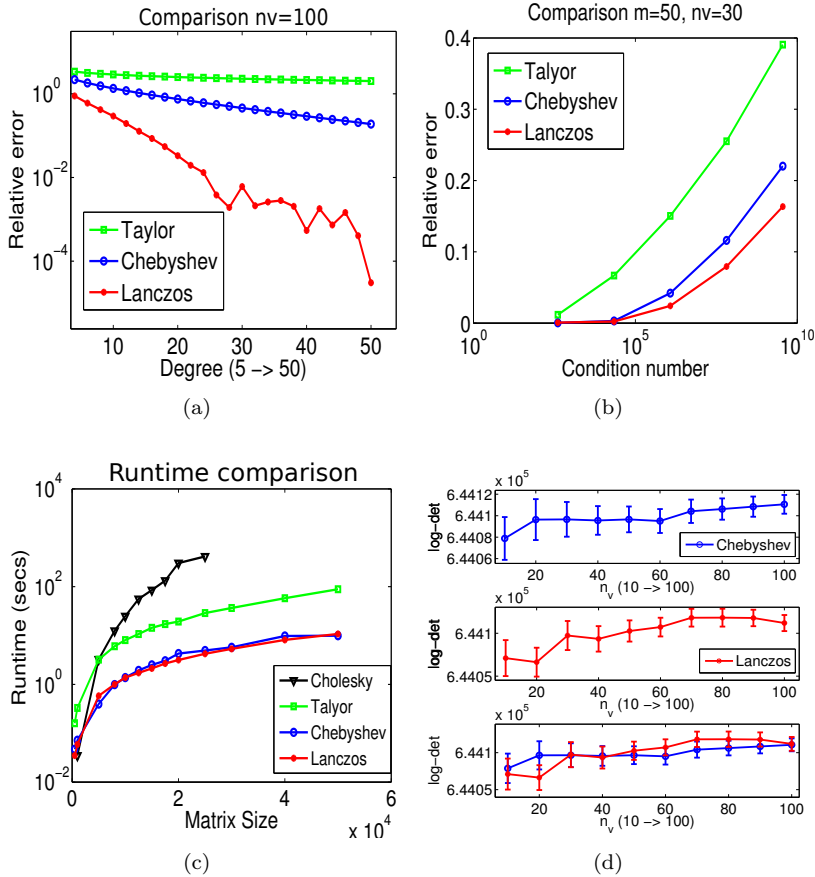 Comparison nv=100
10^0
10^-2
10^-4
Relative error
Taylor
Chebyshev
Lanczos
10 20 30 40 50
Degree (5 -> 50)
(a)
Comparison m=50, nv=30
0.4
0.3
0.2
0.1
0
Relative error
Talyor
Chebyshev
Lanczos
10^0 10^5 10^10
Condition number
(b)
Runtime comparison
10^4
10^2
10^0
10^-2
Runtime (secs)
Cholesky
Talyor
Chebyshev
Lanczos
0 2 4 6
Matrix Size
x 10^4
(c)
x 10^5
6.4412
6.441
6.4408
6.4406
log-det
Chebyshev
20 40 60 80 100
n_v (10 -> 100)
x 10^5
6.441
6.4405
log-det
Lanczos
20 40 60 80 100
n_v (10 -> 100)
x 10^5
6.441
6.4405
log-det
20 40 60 80 100
n_v (10 -> 100)
(d)